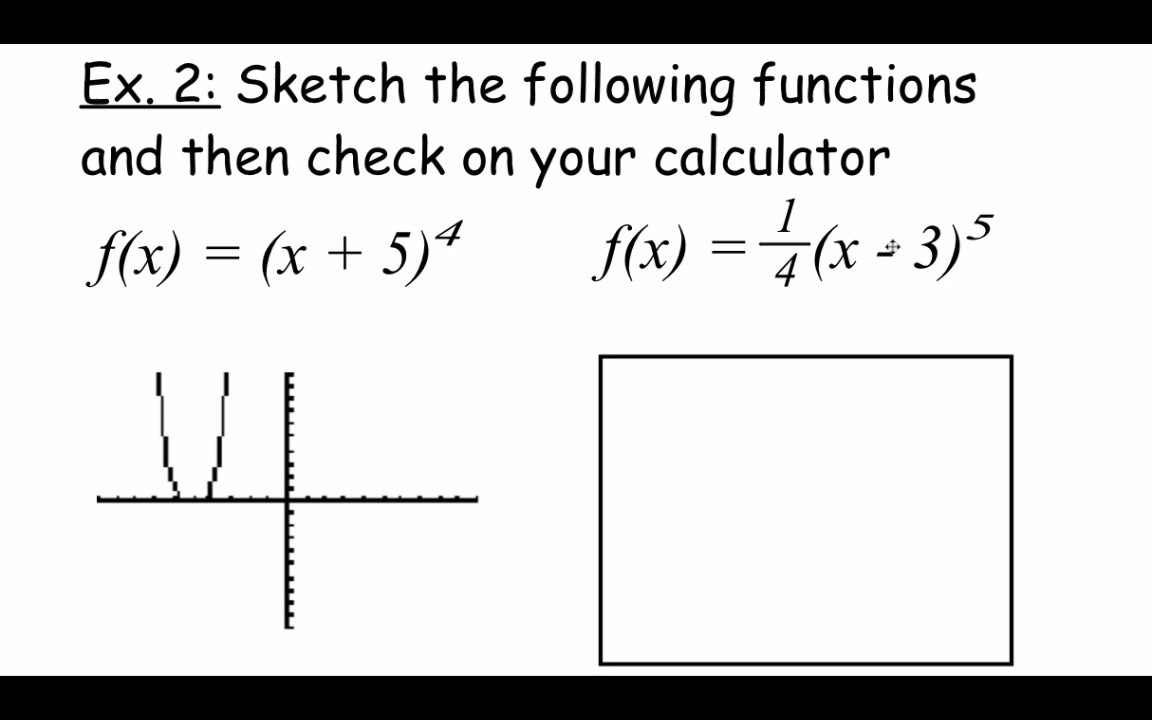 Ex. 2: Sketch the following functions
and then check on your calculator
f(x) = (x + 5)⁴
f(x) = 1/4 (x - 3)⁵